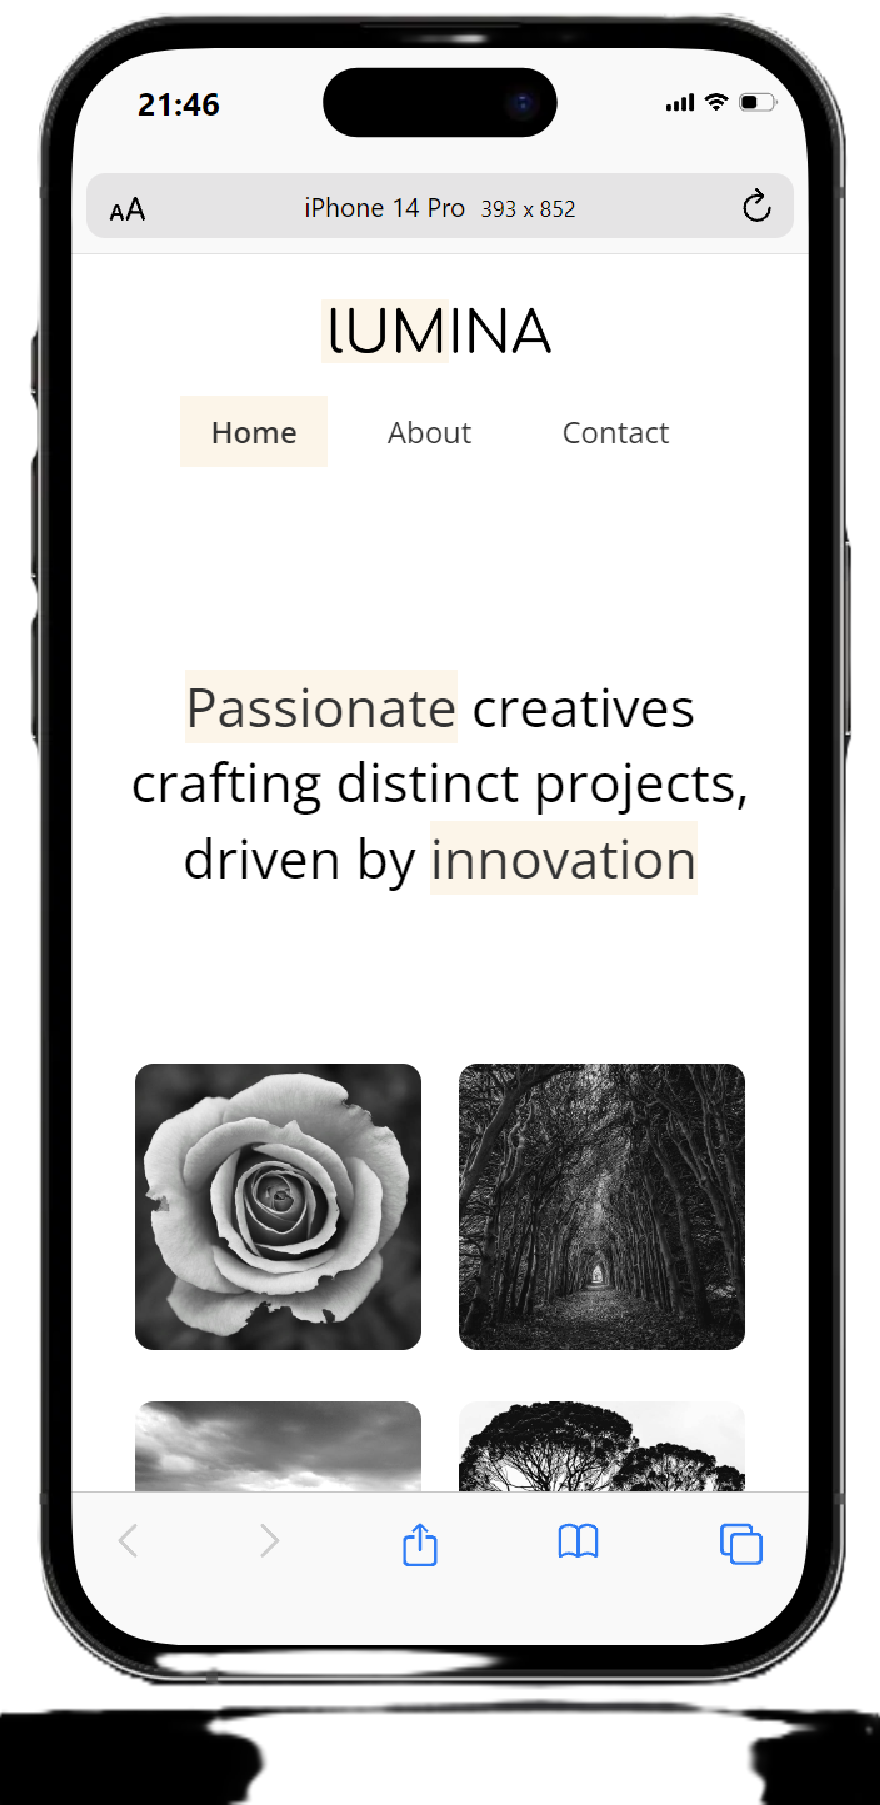 21:46
AA iPhone 14 Pro 393 x 852
lUMINA
Home About Contact
Passionate creatives
crafting distinct projects,
driven by innovation